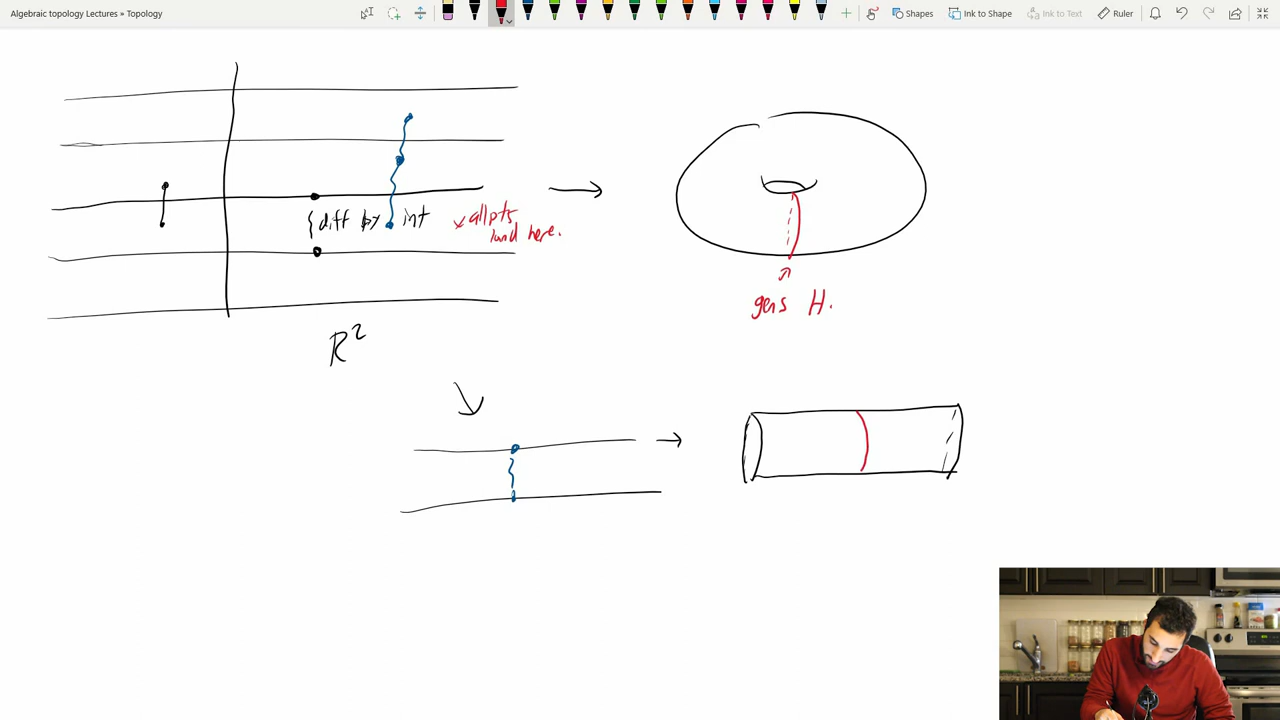 ebraic topology lectures – Topology
Shapes
Ink to Shape
Ink to Text
Ruler
{ diff by int
all pts
land here.
gens H.
R²